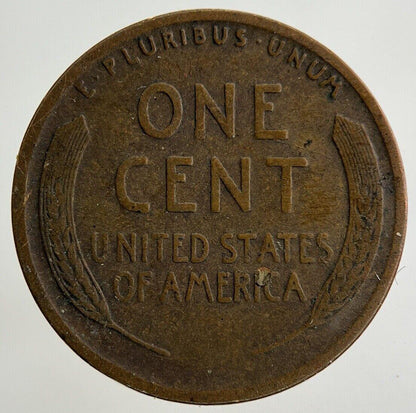 E·PLURIBUS·UNUM
ONE
CENT
UNITED STATES
OF AMERICA